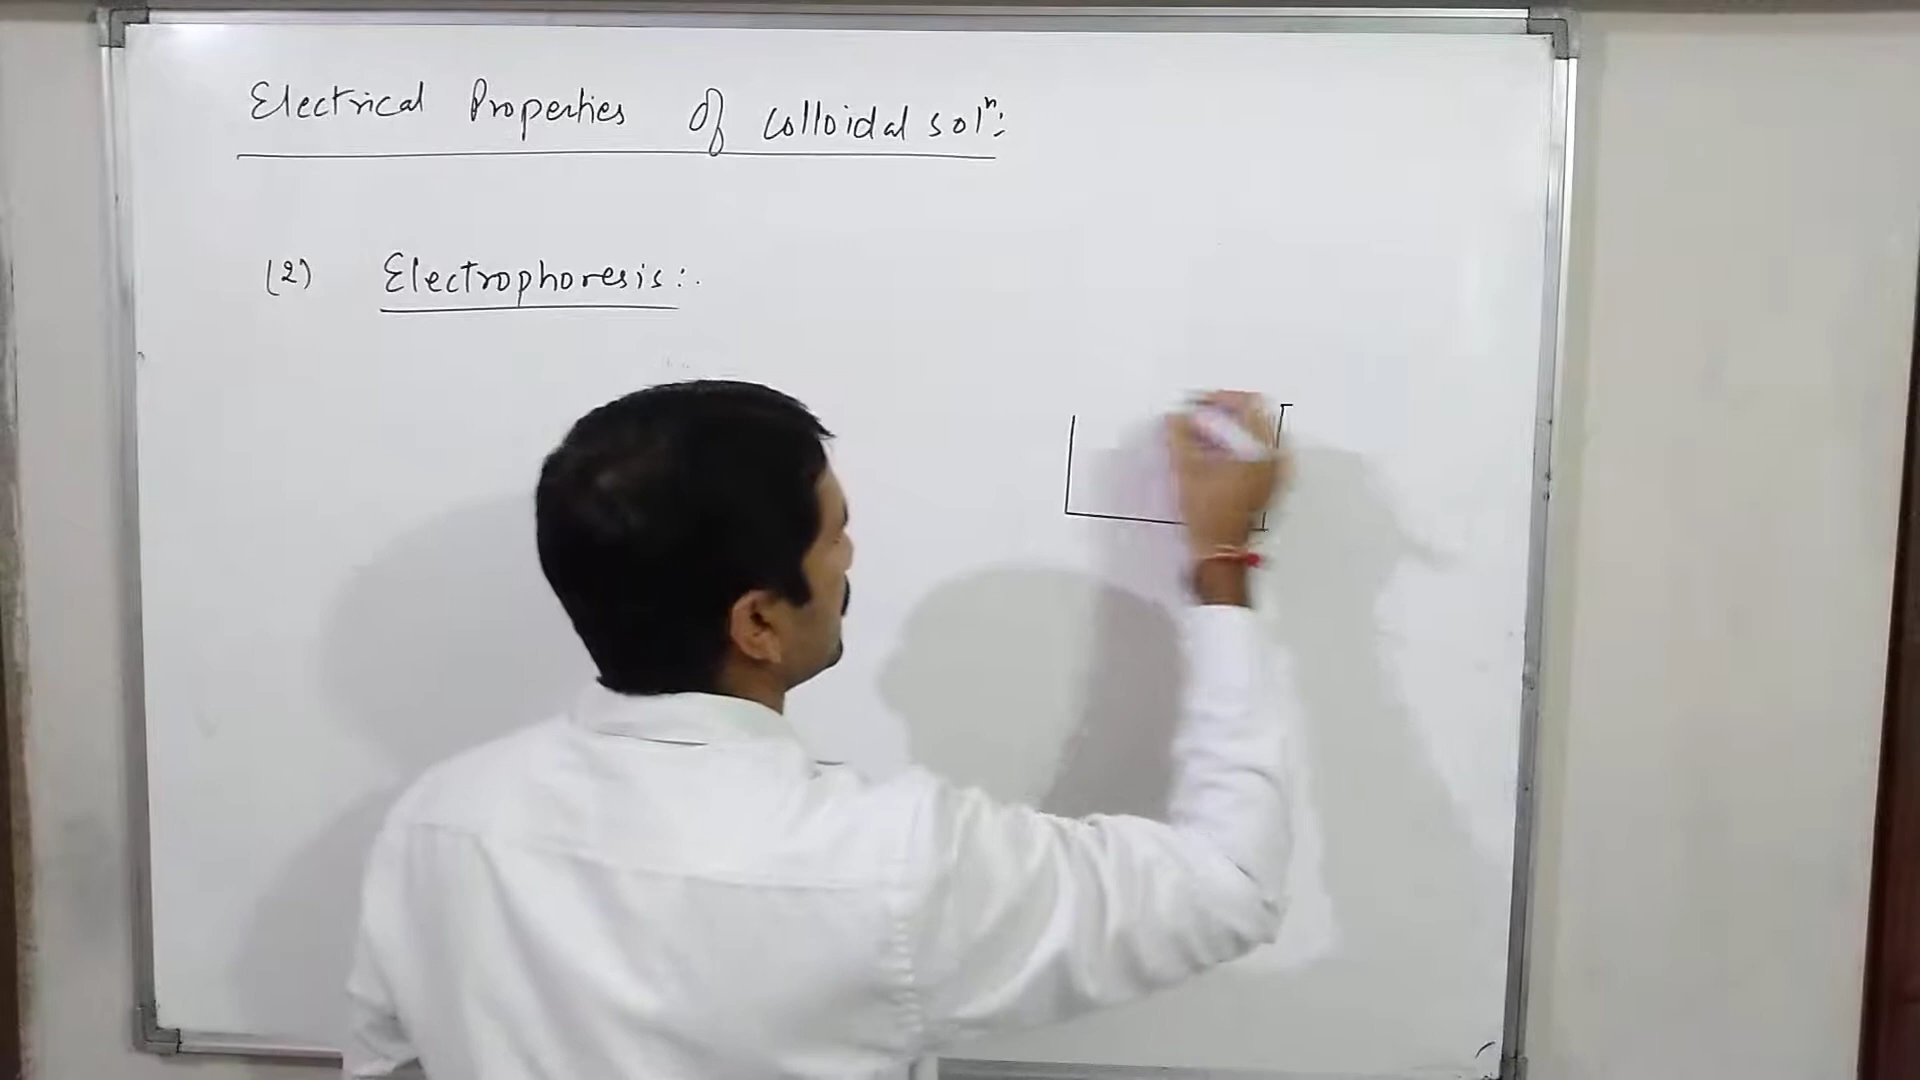 Electrical Properties of colloidal solⁿ:-
(2) Electrophoresis:.